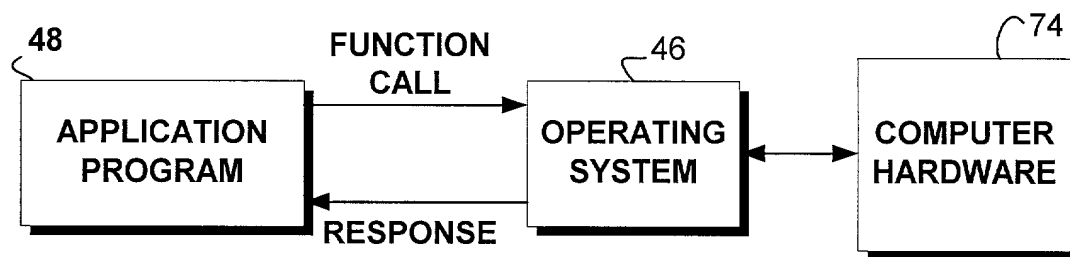 48
FUNCTION
CALL
46
74
APPLICATION
PROGRAM
OPERATING
SYSTEM
COMPUTER
HARDWARE
RESPONSE